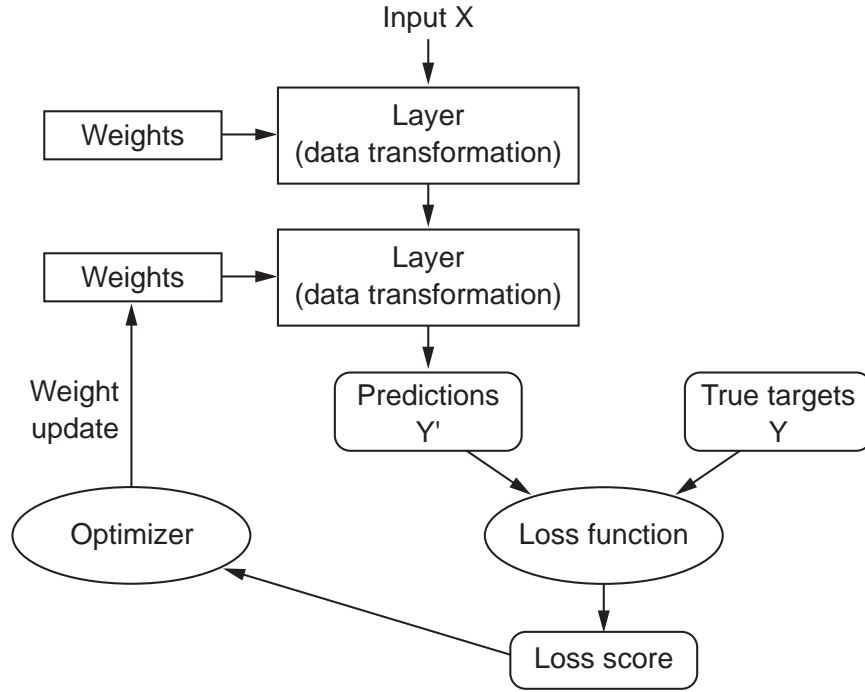 Input X
Layer
(data transformation)
Weights
Layer
(data transformation)
Weights
Weight
update
Predictions
Y'
True targets
Y
Optimizer
Loss function
Loss score